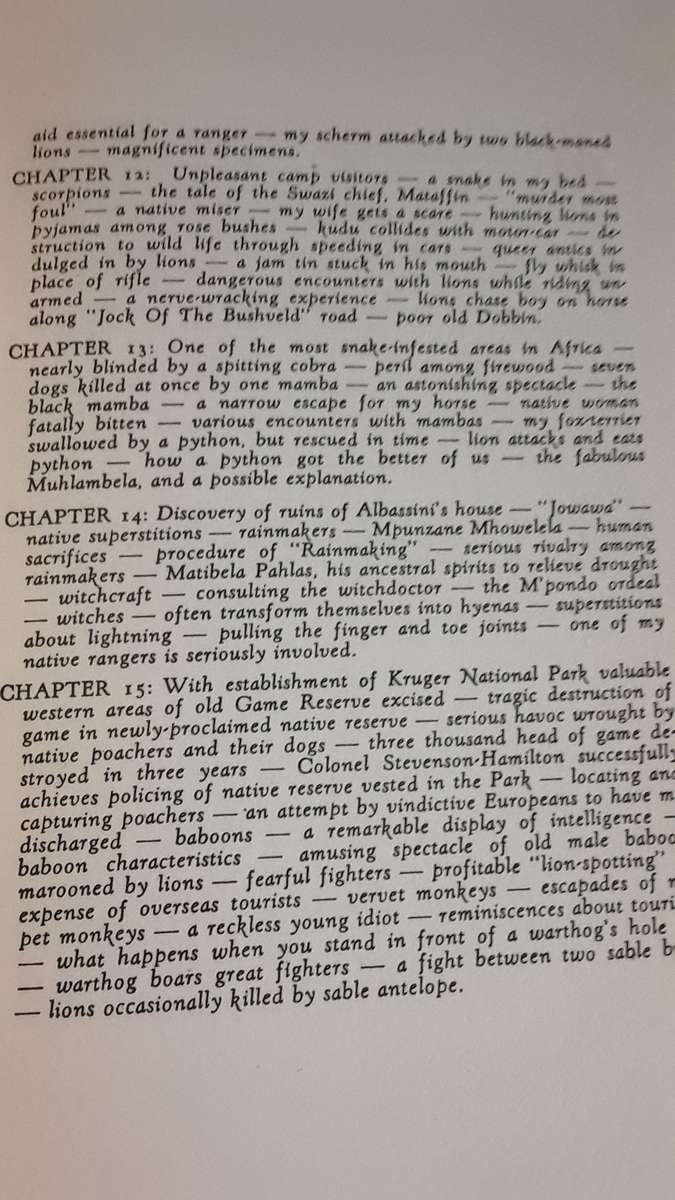 aid essential for a ranger — my scherm attacked by two black-maned
lions — magnificent specimens.
CHAPTER 12: Unpleasant camp visitors — a snake in my bed —
scorpions — the tale of the Swazi chief, Mataffin — "murder most
foul" — a native miser — my wife gets a scare — hunting lions in
pyjamas among rose bushes — kudu collides with motor-car — de-
struction to wild life through speeding in cars — queer antics in-
dulged in by lions — a jam tin stuck in his mouth — fly whisk in
place of rifle — dangerous encounters with lions while riding un-
armed — a nerve-wracking experience — lions chase boy on horse
along "Jock Of The Bushveld" road — poor old Dobbin.
CHAPTER 13: One of the most snake-infested areas in Africa —
nearly blinded by a spitting cobra — peril among firewood — seven
dogs killed at once by one mamba — an astonishing spectacle — the
black mamba — a narrow escape for my horse — native woman
fatally bitten — various encounters with mambas — my fox-terrier
swallowed by a python, but rescued in time — lion attacks and eats
python — how a python got the better of us — the fabulous
Muhlambela, and a possible explanation.
CHAPTER 14: Discovery of ruins of Albassini's house — "Jowawa" —
native superstitions — rainmakers — Mpunzane Mhowelela — human
sacrifices — procedure of "Rainmaking" — serious rivalry among
rainmakers — Matibela Pahlas, his ancestral spirits to relieve drought
— witchcraft — consulting the witchdoctor — the M'pondo ordeal
— witches — often transform themselves into hyenas — superstitions
about lightning — pulling the finger and toe joints — one of my
native rangers is seriously involved.
CHAPTER 15: With establishment of Kruger National Park valuable
western areas of old Game Reserve excised — tragic destruction of
game in newly-proclaimed native reserve — serious havoc wrought by
native poachers and their dogs — three thousand head of game de-
stroyed in three years — Colonel Stevenson-Hamilton successfully
achieves policing of native reserve vested in the Park — locating and
capturing poachers — an attempt by vindictive Europeans to have m
discharged — baboons — a remarkable display of intelligence —
baboon characteristics — amusing spectacle of old male baboo
marooned by lions — fearful fighters — profitable "lion-spotting"
expense of overseas tourists — vervet monkeys — escapades of
pet monkeys — a reckless young idiot — reminiscences about touri
— what happens when you stand in front of a warthog's hole
— warthog boars great fighters — a fight between two sable b
— lions occasionally killed by sable antelope.